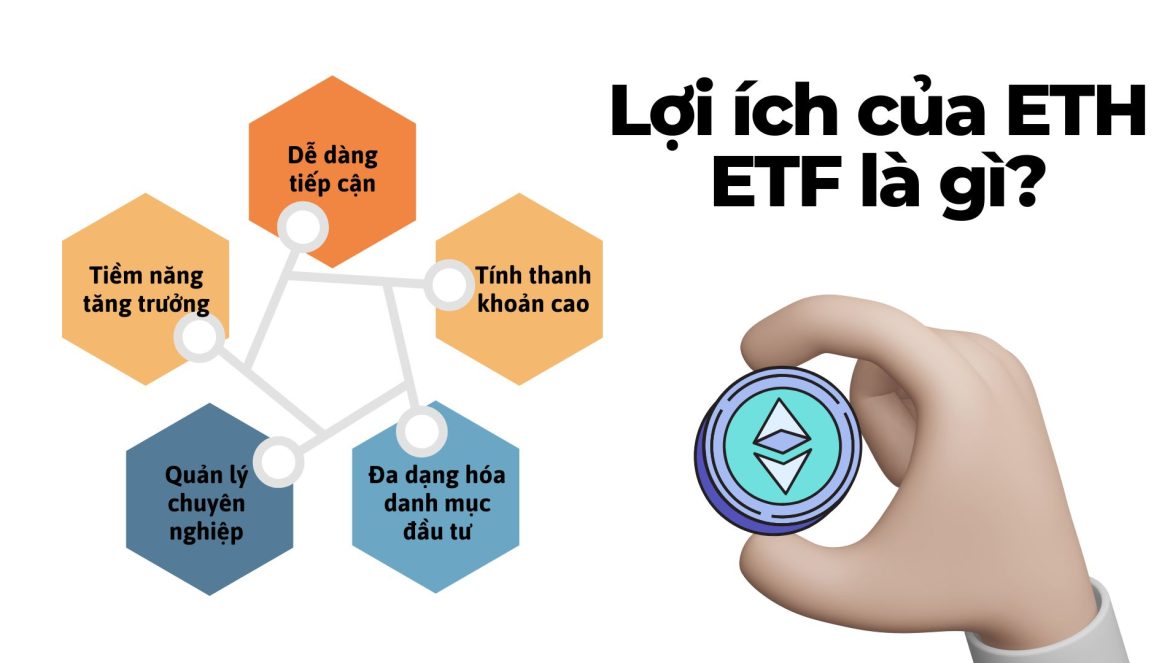 Lợi ích của ETH
ETF là gì?
Dễ dàng
tiếp cận
Tính thanh
khoản cao
Đa dạng hóa
danh mục
đầu tư
Quản lý
chuyên
nghiệp
Tiềm năng
tăng trưởng